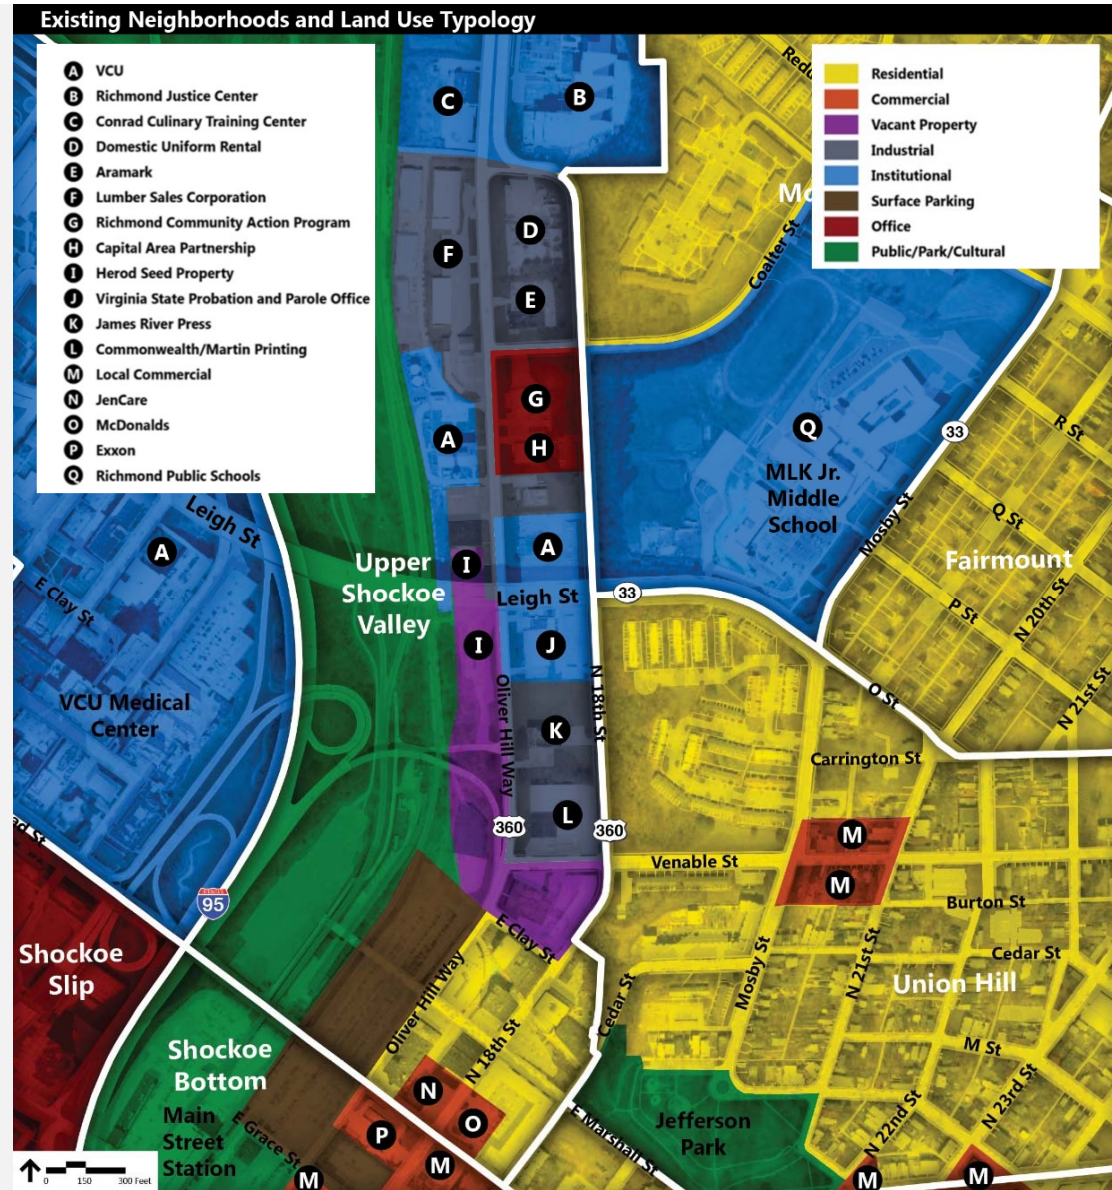 Existing Neighborhoods and Land Use Typology
A VCU
B Richmond Justice Center
C Conrad Culinary Training Center
D Domestic Uniform Rental
E Aramark
F Lumber Sales Corporation
G Richmond Community Action Program
H Capital Area Partnership
I Herod Seed Property
J Virginia State Probation and Parole Office
K James River Press
L Commonwealth/Martin Printing
M Local Commercial
N JenCare
O McDonalds
P Exxon
Q Richmond Public Schools
Residential
Commercial
Vacant Property
Industrial
Institutional
Surface Parking
Office
Public/Park/Cultural
C
B
D
F
E
Coalter St
G
A
H
Q
MLK Jr.
Middle
School
33
R St
Mosby St
Q St
Fairmount
P St
N 20th St
N 21st St
Leigh St
A
E Clay St
VCU Medical
Center
Upper
Shockoe
Valley
I
A
Leigh St
33
I
J
Oliver Hill Way
N 18th St
K
L
360
360
O St
Carrington St
M
Venable St
M
Burton St
Cedar St
Union Hill
Mosby St
N 21st St
M St
N 22nd St
N 23rd St
95
Shockoe
Slip
E Clay St
Oliver Hill Way
N 18th St
Cedar St
Shockoe
Bottom
Main
Street
Station
E Grace St
N
O
P
M
M
E Marshall St
Jefferson
Park
M
M
0 150 300 Feet